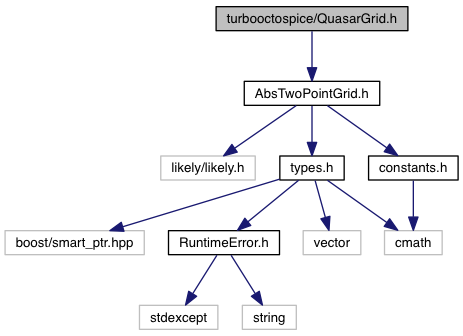 turbooctospice/QuasarGrid.h
AbsTwoPointGrid.h
likely/likely.h
types.h
constants.h
boost/smart_ptr.hpp
RuntimeError.h
vector
cmath
stdexcept
string